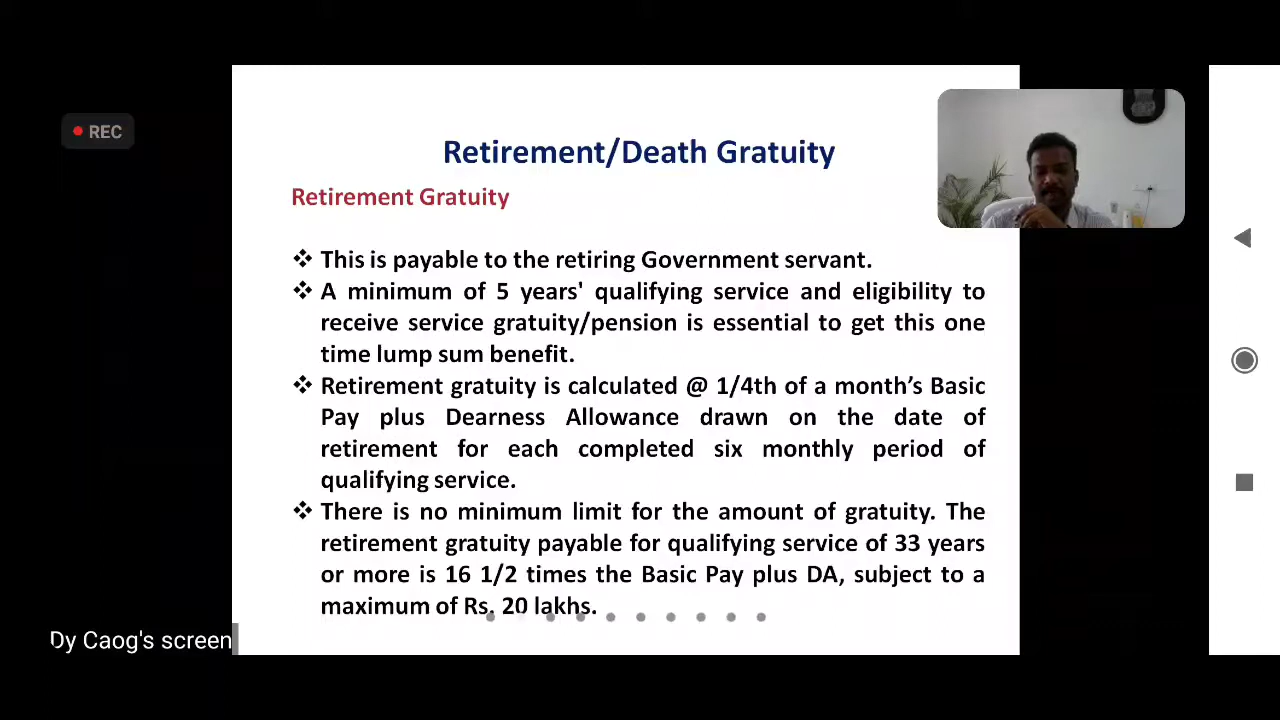 REC
Retirement/Death Gratuity
Retirement Gratuity
❖ This is payable to the retiring Government servant.
❖ A minimum of 5 years' qualifying service and eligibility to
receive service gratuity/pension is essential to get this one
time lump sum benefit.
❖ Retirement gratuity is calculated @ 1/4th of a month’s Basic
Pay plus Dearness Allowance drawn on the date of
retirement for each completed six monthly period of
qualifying service.
❖ There is no minimum limit for the amount of gratuity. The
retirement gratuity payable for qualifying service of 33 years
or more is 16 1/2 times the Basic Pay plus DA, subject to a
maximum of Rs. 20 lakhs.
Dy Caog's screen